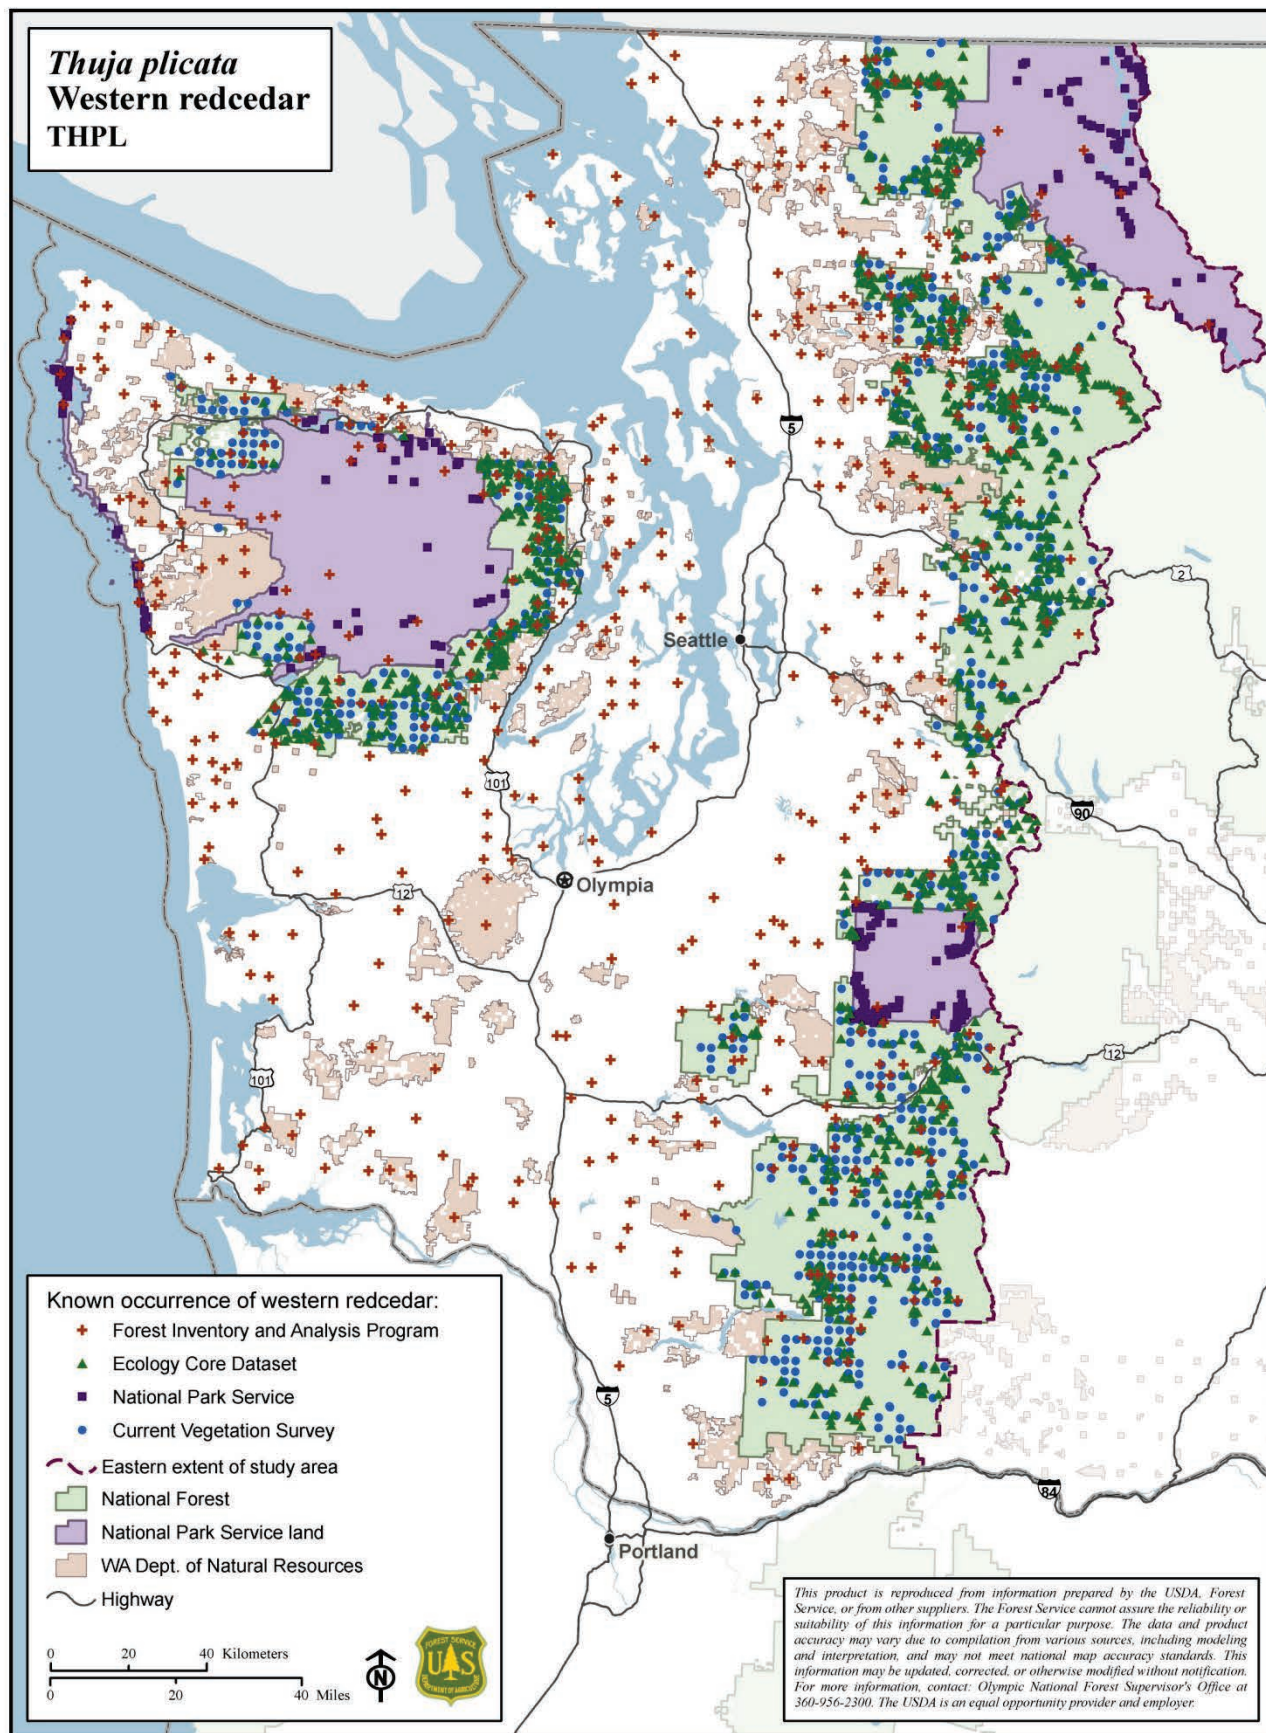 Thuja plicata
Western redcedar
THPL
5
2
Seattle
101
90
Olympia
12
12
101
Known occurrence of western redcedar:
Forest Inventory and Analysis Program
Ecology Core Dataset
National Park Service
Current Vegetation Survey
Eastern extent of study area
National Forest
National Park Service land
WA Dept. of Natural Resources
Highway
0 20 40 Kilometers
0 20 40 Miles
N
FOREST SERVICE
U S
DEPARTMENT OF AGRICULTURE
5
84
Portland
This product is reproduced from information prepared by the USDA, Forest
Service, or from other suppliers. The Forest Service cannot assure the reliability or
suitability of this information for a particular purpose. The data and product
accuracy may vary due to compilation from various sources, including modeling
and interpretation, and may not meet national map accuracy standards. This
information may be updated, corrected, or otherwise modified without notification.
For more information, contact: Olympic National Forest Supervisor's Office at
360-956-2300. The USDA is an equal opportunity provider and employer.